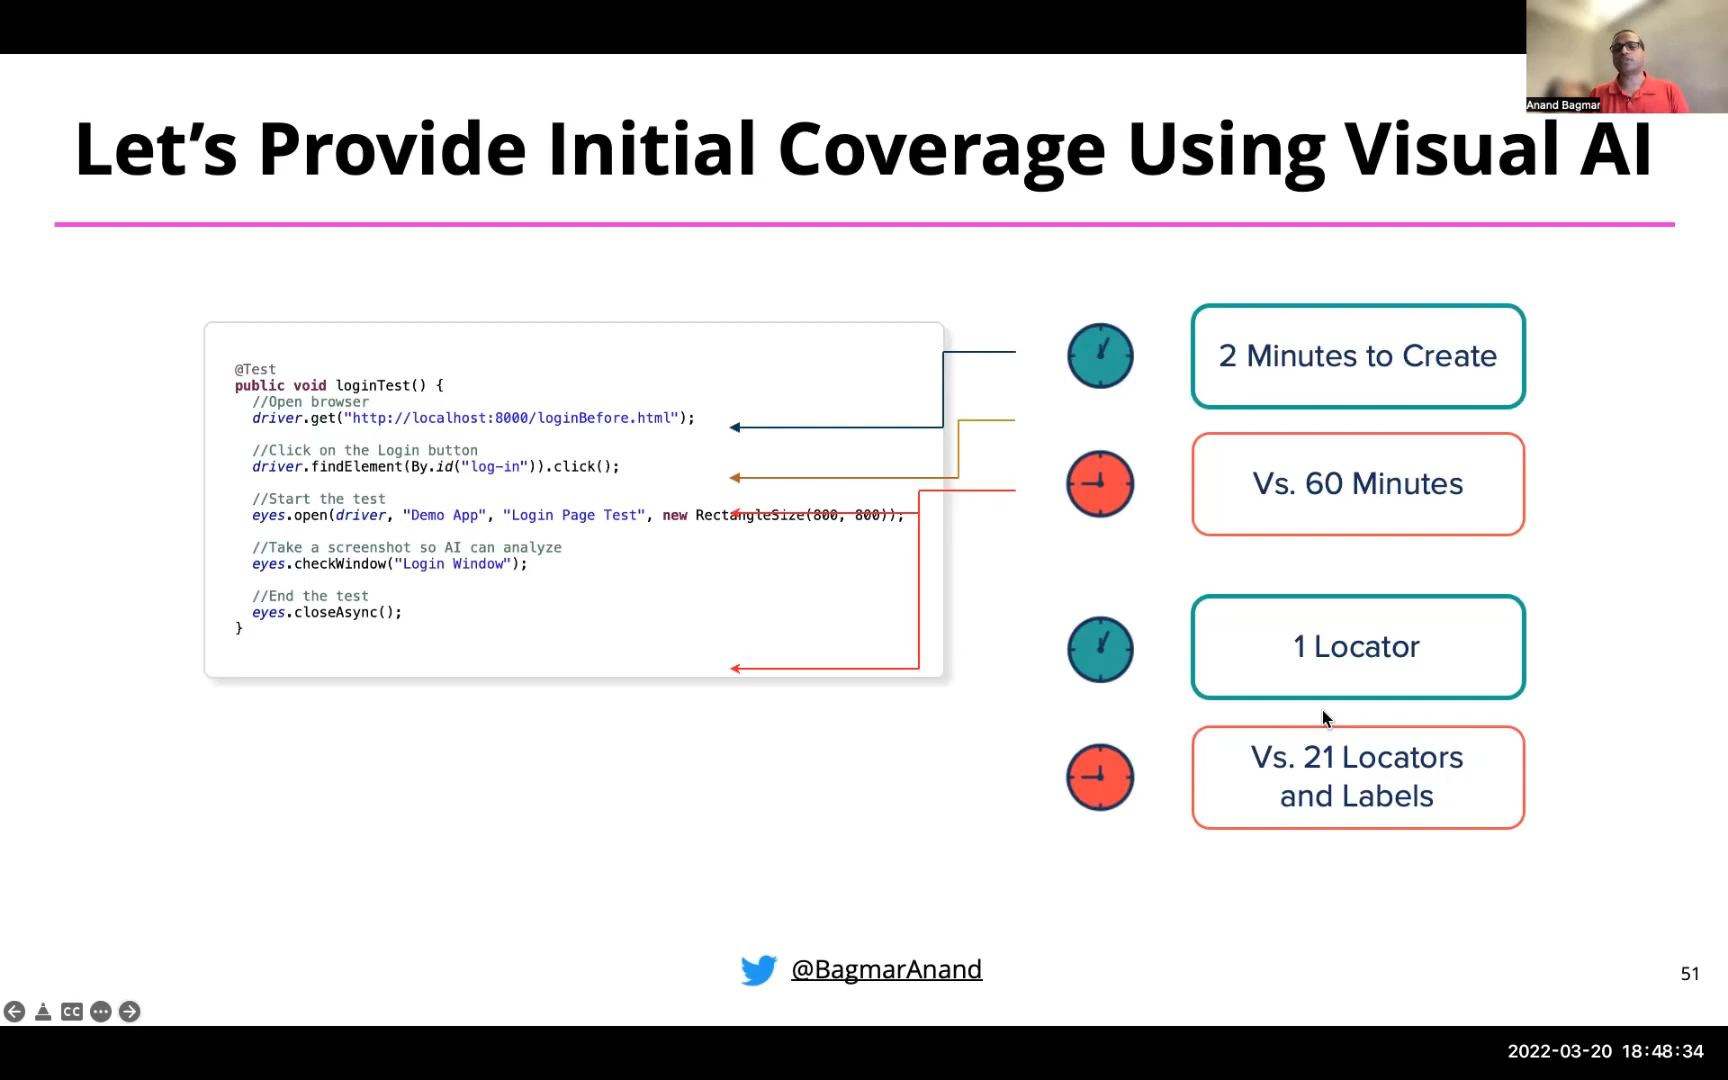 Anand Bagmar
Let’s Provide Initial Coverage Using Visual AI
@Test
public void loginTest() {
//Open browser
driver.get("http://localhost:8000/loginBefore.html");
//Click on the Login button
driver.findElement(By.id("log-in")).click();
//Start the test
eyes.open(driver, "Demo App", "Login Page Test", new RectangleSize(800, 800));
//Take a screenshot so AI can analyze
eyes.checkWindow("Login Window");
//End the test
eyes.closeAsync();
}
2 Minutes to Create
Vs. 60 Minutes
1 Locator
Vs. 21 Locators
and Labels
@BagmarAnand
51
CC
2022-03-20 18:48:34